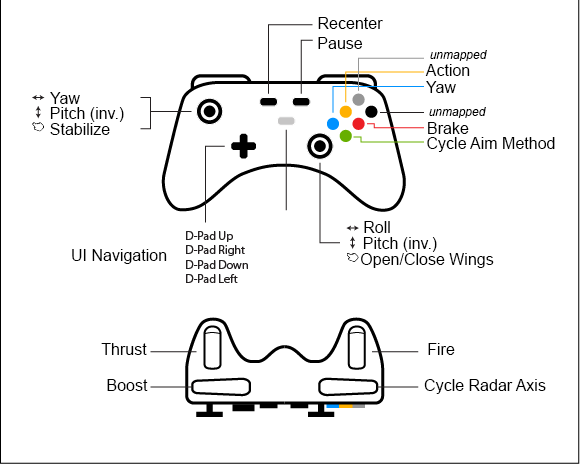 Recenter
Pause
unmapped
Action
Yaw
unmapped
Brake
Cycle Aim Method
Yaw
Pitch (inv.)
Stabilize
UI Navigation
D-Pad Up
D-Pad Right
D-Pad Down
D-Pad Left
Roll
Pitch (inv.)
Open/Close Wings
Thrust
Fire
Boost
Cycle Radar Axis